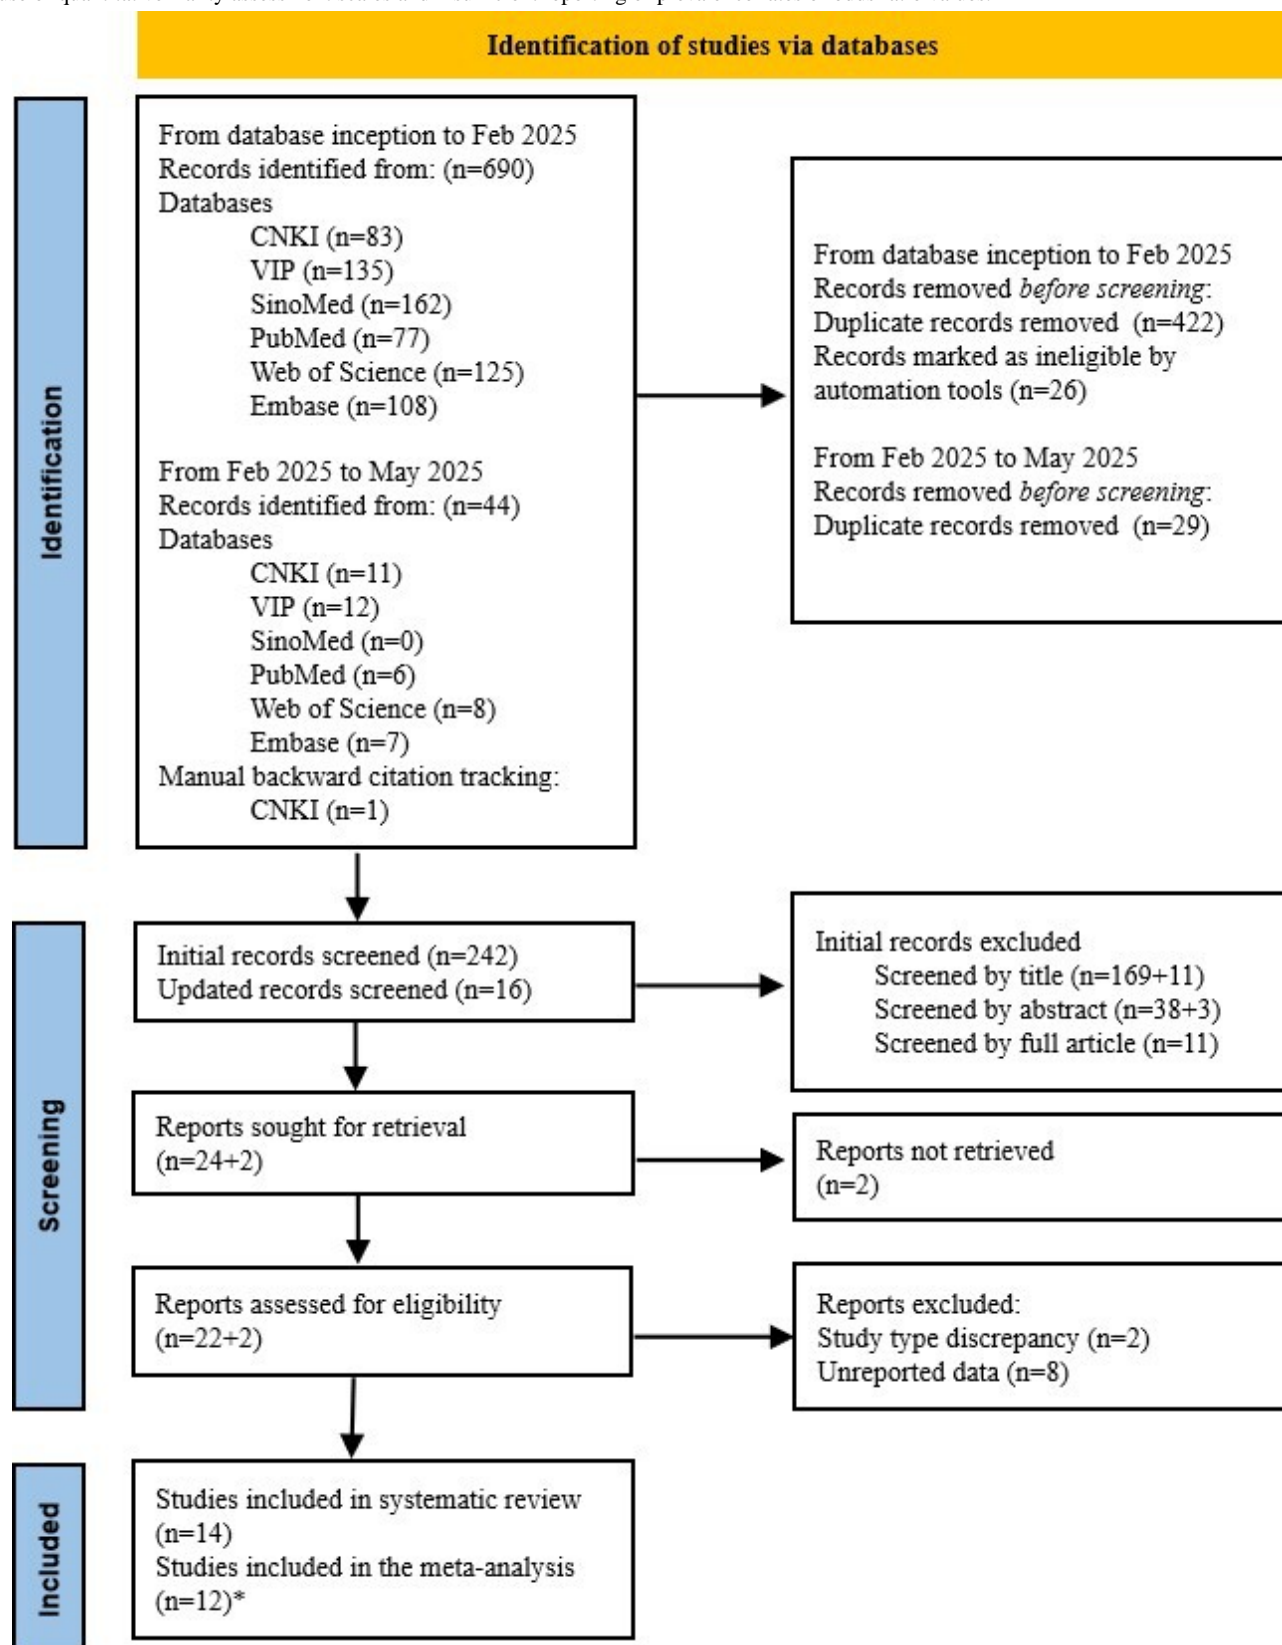 Identification of studies via databases
Identification
From database inception to Feb 2025
Records identified from: (n=690)
Databases
CNKI (n=83)
VIP (n=135)
SinoMed (n=162)
PubMed (n=77)
Web of Science (n=125)
Embase (n=108)
From Feb 2025 to May 2025
Records identified from: (n=44)
Databases
CNKI (n=11)
VIP (n=12)
SinoMed (n=0)
PubMed (n=6)
Web of Science (n=8)
Embase (n=7)
Manual backward citation tracking:
CNKI (n=1)
From database inception to Feb 2025
Records removed before screening:
Duplicate records removed (n=422)
Records marked as ineligible by
automation tools (n=26)
From Feb 2025 to May 2025
Records removed before screening:
Duplicate records removed (n=29)
Screening
Initial records screened (n=242)
Updated records screened (n=16)
Initial records excluded
Screened by title (n=169+11)
Screened by abstract (n=38+3)
Screened by full article (n=11)
Reports sought for retrieval
(n=24+2)
Reports not retrieved
(n=2)
Reports assessed for eligibility
(n=22+2)
Reports excluded:
Study type discrepancy (n=2)
Unreported data (n=8)
Included
Studies included in systematic review
(n=14)
Studies included in the meta-analysis
(n=12)*